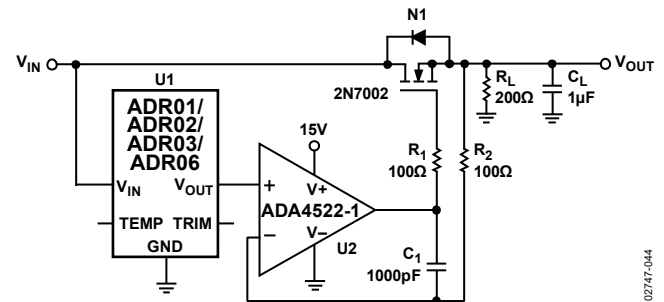 N1
VIN
VOUT
U1
2N7002
RL
200Ω
CL
1µF
ADR01/
ADR02/
ADR03/
ADR06
15V
R1
100Ω
R2
100Ω
VIN
VOUT
+
V+
ADA4522-1
TEMP
TRIM
–
V–
U2
GND
C1
1000pF
02747-044